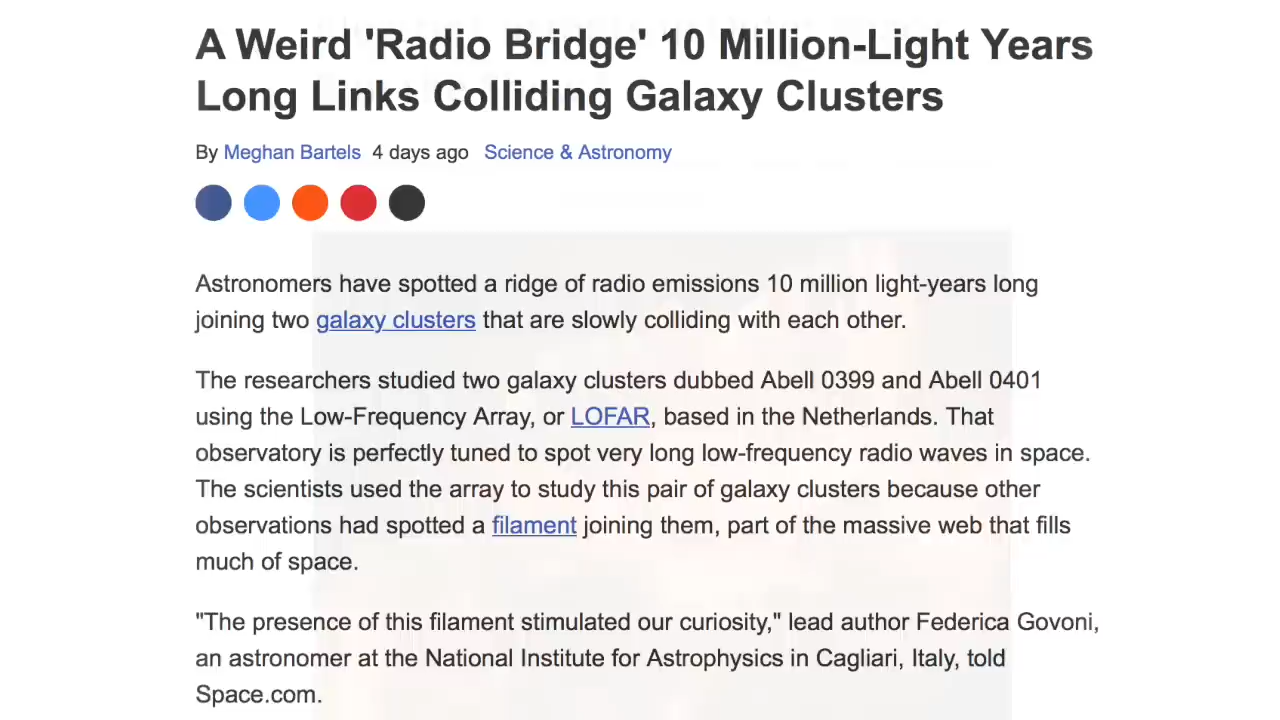 A Weird 'Radio Bridge' 10 Million-Light Years
Long Links Colliding Galaxy Clusters
By Meghan Bartels 4 days ago Science & Astronomy
Astronomers have spotted a ridge of radio emissions 10 million light-years long
joining two galaxy clusters that are slowly colliding with each other.
The researchers studied two galaxy clusters dubbed Abell 0399 and Abell 0401
using the Low-Frequency Array, or LOFAR, based in the Netherlands. That
observatory is perfectly tuned to spot very long low-frequency radio waves in space.
The scientists used the array to study this pair of galaxy clusters because other
observations had spotted a filament joining them, part of the massive web that fills
much of space.
"The presence of this filament stimulated our curiosity," lead author Federica Govoni,
an astronomer at the National Institute for Astrophysics in Cagliari, Italy, told
Space.com.